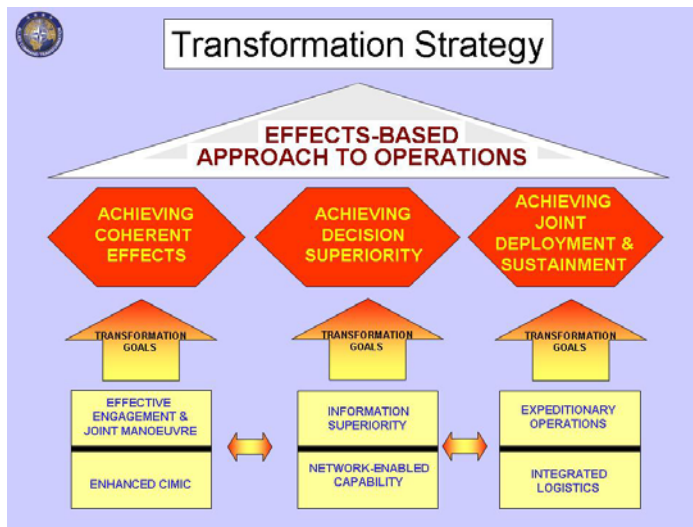 Transformation Strategy
EFFECTS-BASED
APPROACH TO OPERATIONS
ACHIEVING
COHERENT
EFFECTS
ACHIEVING
DECISION
SUPERIORITY
ACHIEVING
JOINT
DEPLOYMENT &
SUSTAINMENT
TRANSFORMATION
GOALS
TRANSFORMATION
GOALS
TRANSFORMATION
GOALS
EFFECTIVE
ENGAGEMENT &
JOINT MANOEUVRE
INFORMATION
SUPERIORITY
EXPEDITIONARY
OPERATIONS
ENHANCED CIMIC
NETWORK-ENABLED
CAPABILITY
INTEGRATED
LOGISTICS